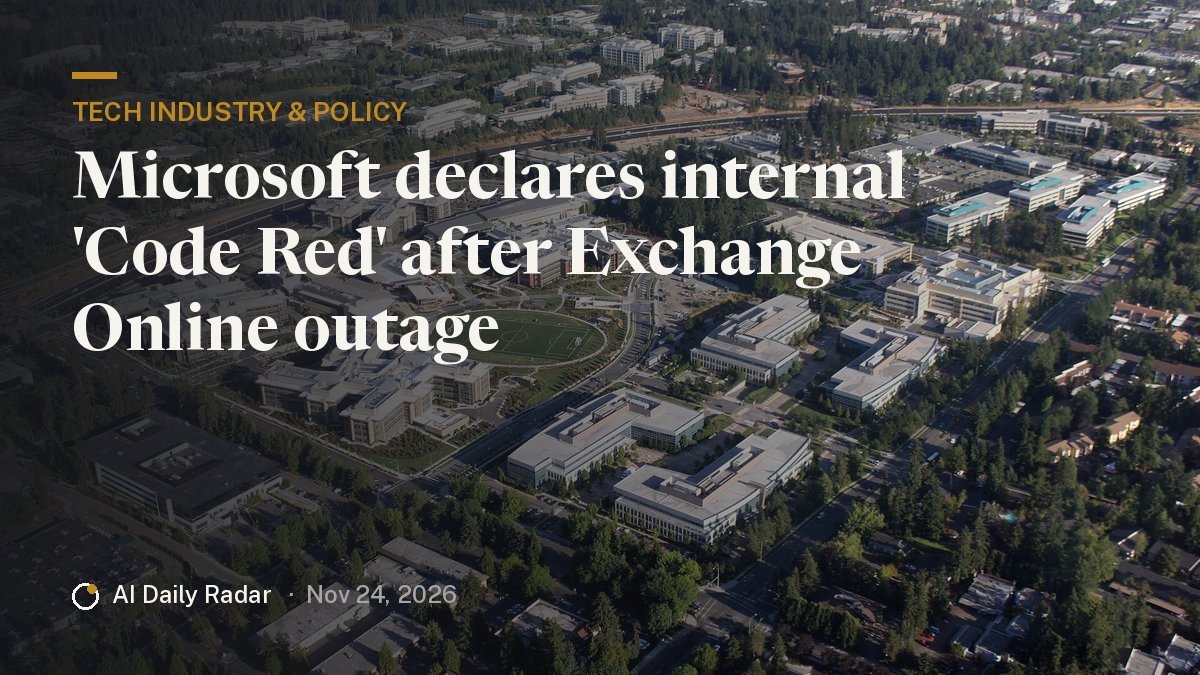 TECH INDUSTRY & POLICY
Microsoft declares internal
'Code Red' after Exchange
Online outage
AI Daily Radar · Nov 24, 2026